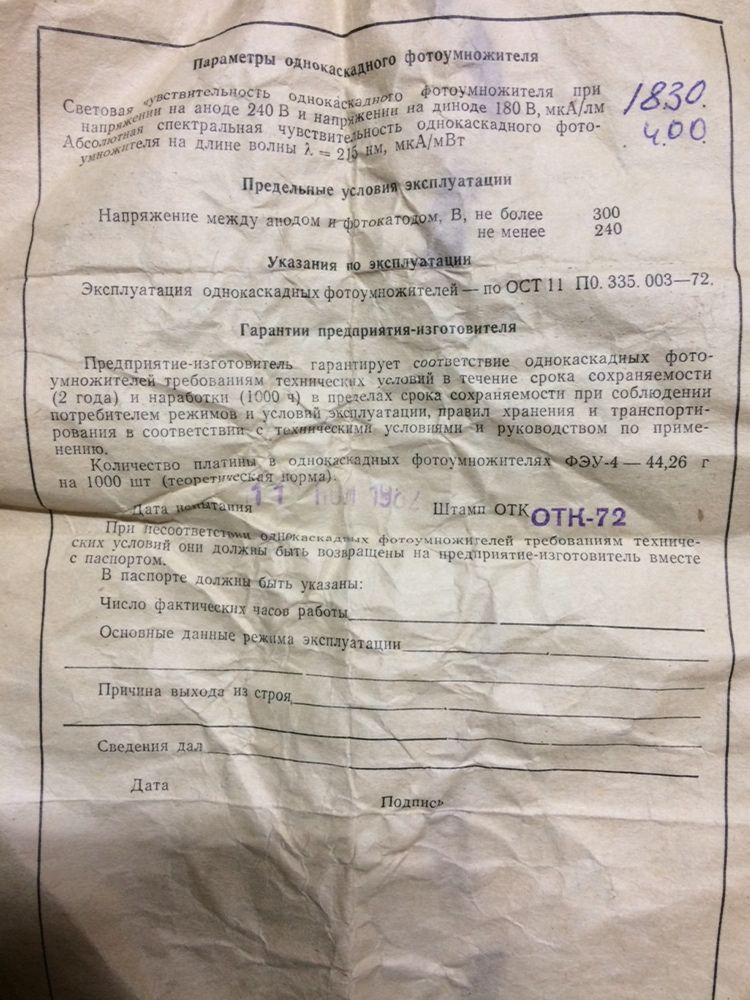 Параметры однокаскадного фотоумножителя
Световая чувствительность однокаскадного фотоумножителя при
напряжении на аноде 240 В и напряжении на диноде 180 В, мкА/лм 1830.
Абсолютная спектральная чувствительность однокаскадного фото-
умножителя на длине волны λ = 215 нм, мкА/мВт 4.00.
Предельные условия эксплуатации
Напряжение между анодом и фотокатодом, В, не более 300
не менее 240
Указания по эксплуатации
Эксплуатация однокаскадных фотоумножителей — по ОСТ 11 П0. 335. 003—72.
Гарантии предприятия-изготовителя
Предприятие-изготовитель гарантирует соответствие однокаскадных фото-
умножителей требованиям технических условий в течение срока сохраняемости
(2 года) и наработки (1000 ч) в пределах срока сохраняемости при соблюдении
потребителем режимов и условий эксплуатации, правил хранения и транспорти-
рования в соответствии с техническими условиями и руководством по приме-
нению.
Количество платины в однокаскадных фотоумножителях ФЭУ-4 — 44,26 г
на 1000 шт (теоретическая норма).
Дата испытания 11 1982 Штамп ОТК ОТК-72
При несоответствии однокаскадных фотоумножителей требованиям техниче-
ских условий они должны быть возвращены на предприятие-изготовитель вместе
с паспортом.
В паспорте должны быть указаны:
Число фактических часов работы
Основные данные режима эксплуатации
Причина выхода из строя
Сведения дал
Дата
Подпись